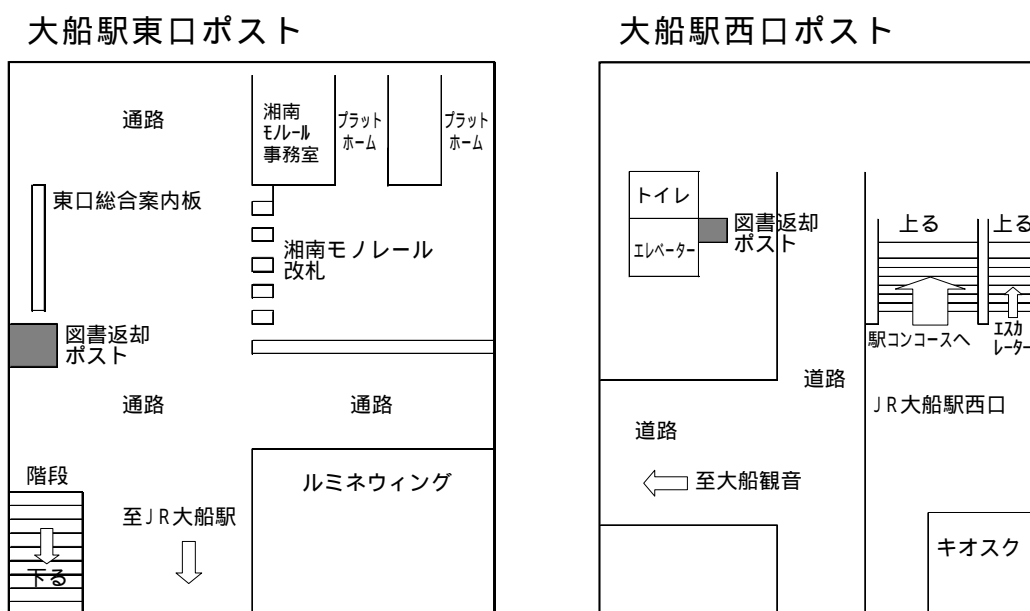 大船駅東口ポスト
通路
湘南
モノレール
事務室
プラット
ホーム
プラット
ホーム
東口総合案内板
湘南モノレール
改札
図書返却
ポスト
通路
通路
階段
ルミネウィング
至JR大船駅
下る
大船駅西口ポスト
トイレ
エレベーター
図書返却
ポスト
上る
上る
駅コンコースへ
エスカ
レーター
道路
JR大船駅西口
道路
至大船観音
キオスク